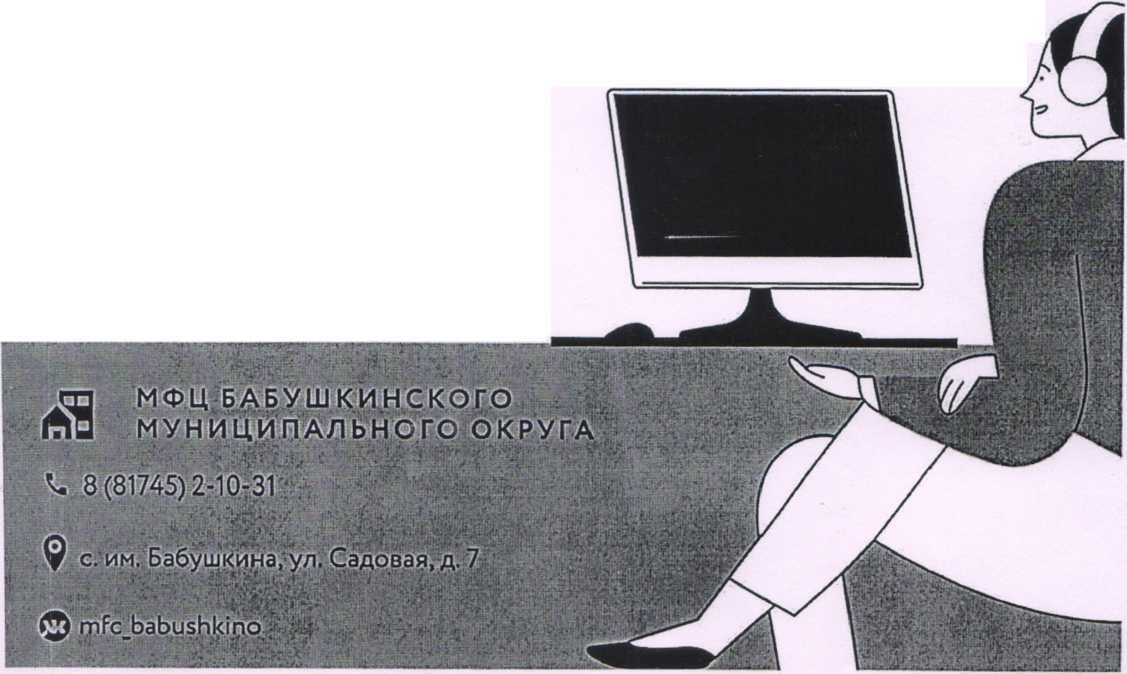 МФЦ БАБУШКИНСКОГО
МУНИЦИПАЛЬНОГО ОКРУГА
8 (81745) 2-10-31
с. им. Бабушкина, ул. Садовая, д. 7
mfc_babushkino